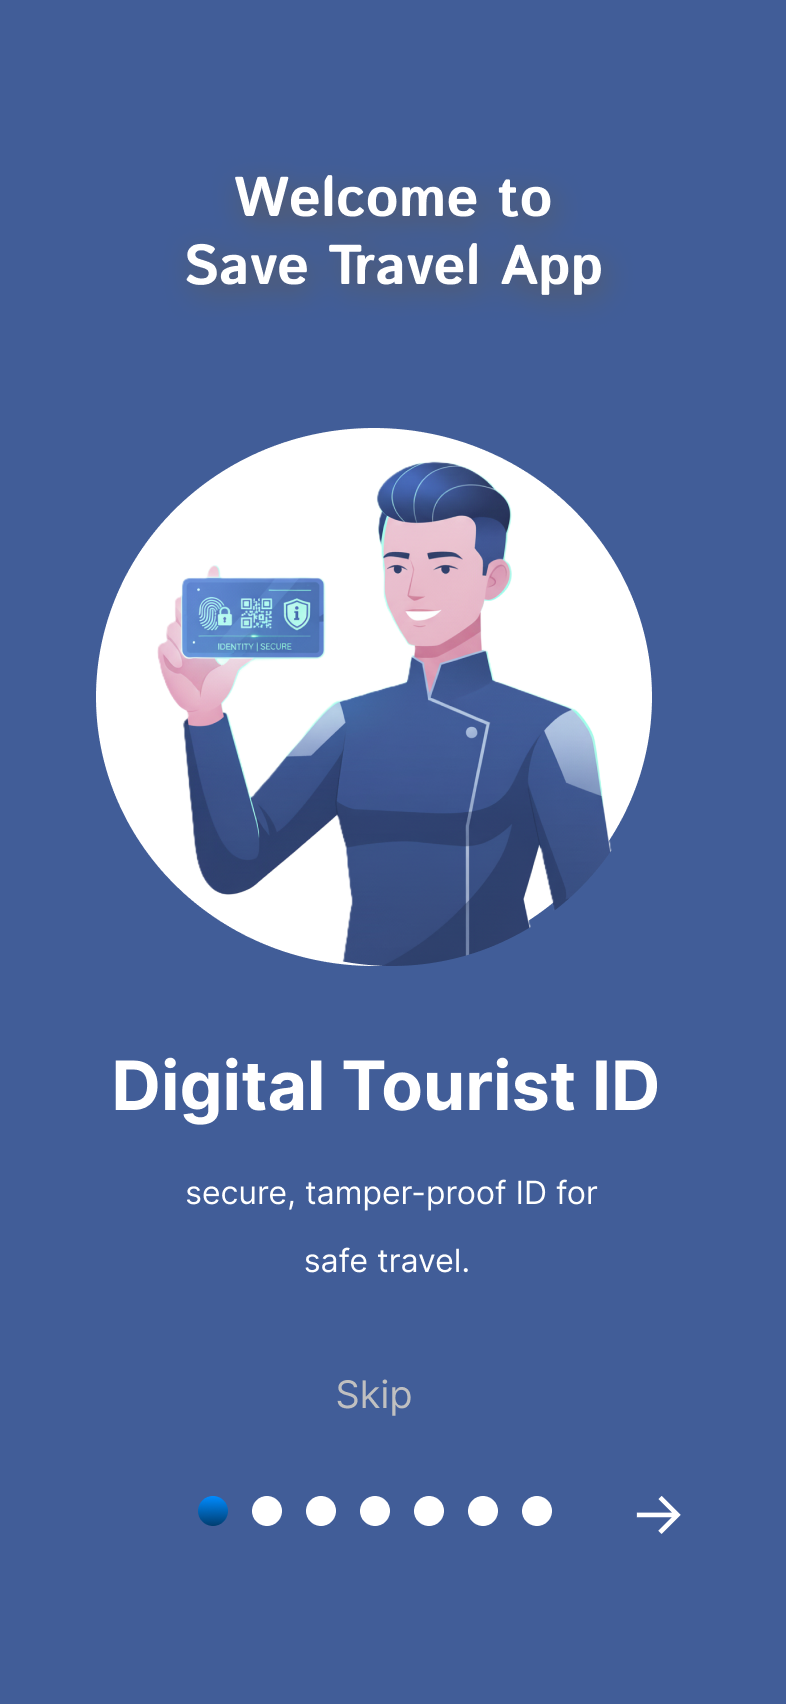 Welcome to
Save Travel App
IDENTITY | SECURE
Digital Tourist ID
secure, tamper-proof ID for
safe travel.
Skip